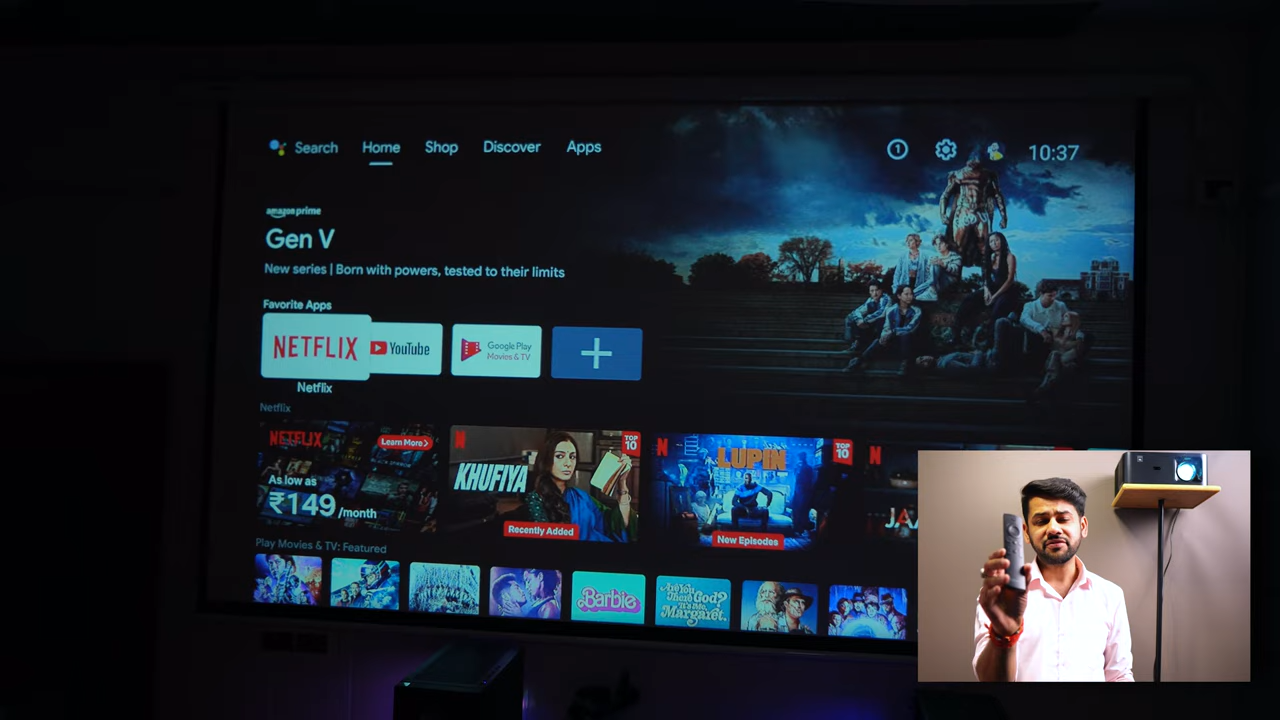 Search Home Shop Discover Apps
1
10:37
amazon prime
Gen V
New series | Born with powers, tested to their limits
Favorite Apps
NETFLIX
YouTube
Google Play
Movies & TV
Netflix
Netflix
NETFLIX
Learn More
As low as
₹149/month
N
KHUFIYA
TOP
10
Recently Added
N
LUPIN
TOP
10
New Episodes
N
Play Movies & TV: Featured
Barbie
Are You
There God?
It's Me,
Margaret.